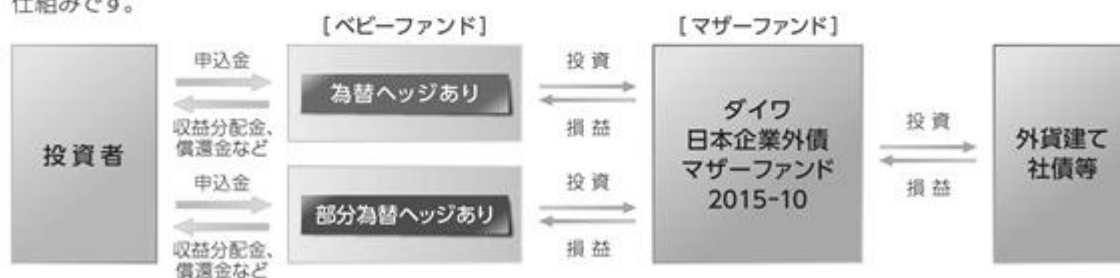 仕組みです。
[ベビーファンド]
[マザーファンド]
投資者
申込金
収益分配金、
償還金など
申込金
収益分配金、
償還金など
為替ヘッジあり
部分為替ヘッジあり
投資
損益
投資
損益
ダイワ
日本企業外債
マザーファンド
2015-10
投資
損益
外貨建て
社債等